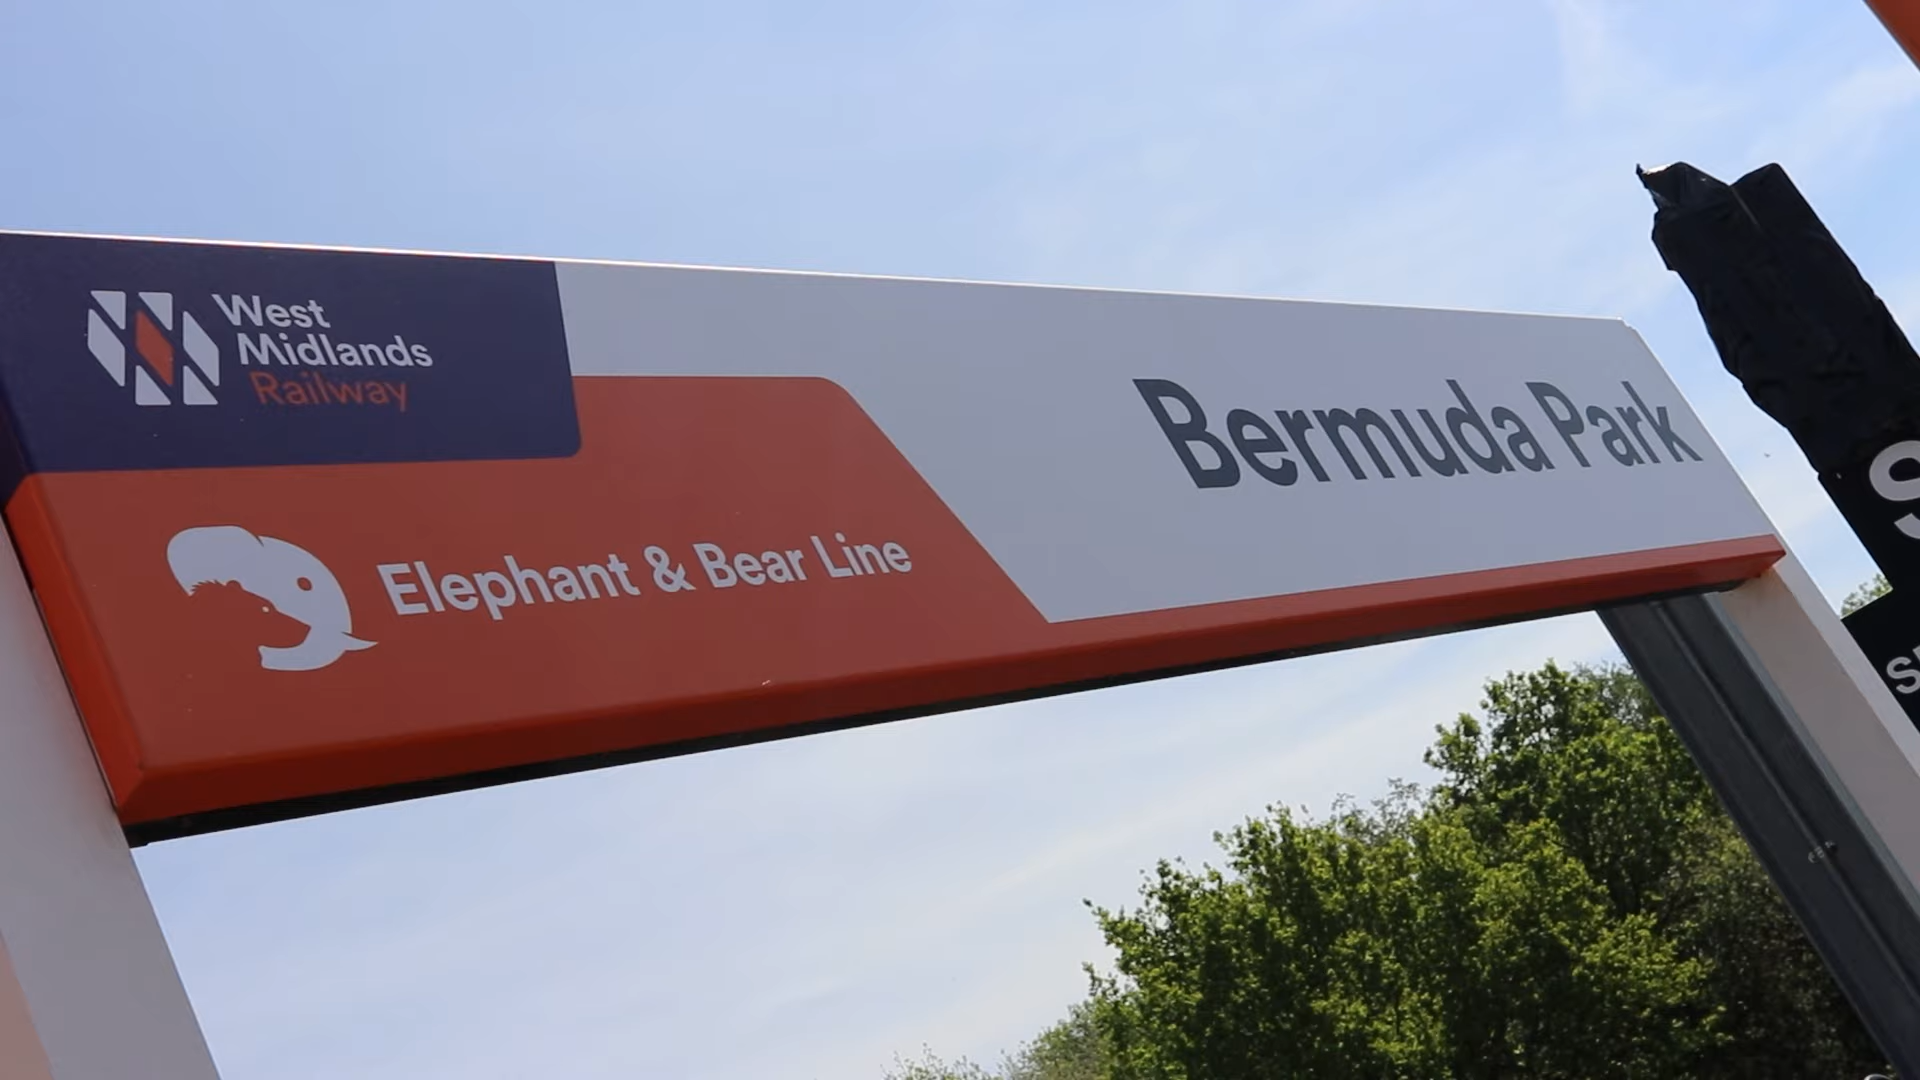 West
Midlands
Railway
Bermuda Park
Elephant & Bear Line